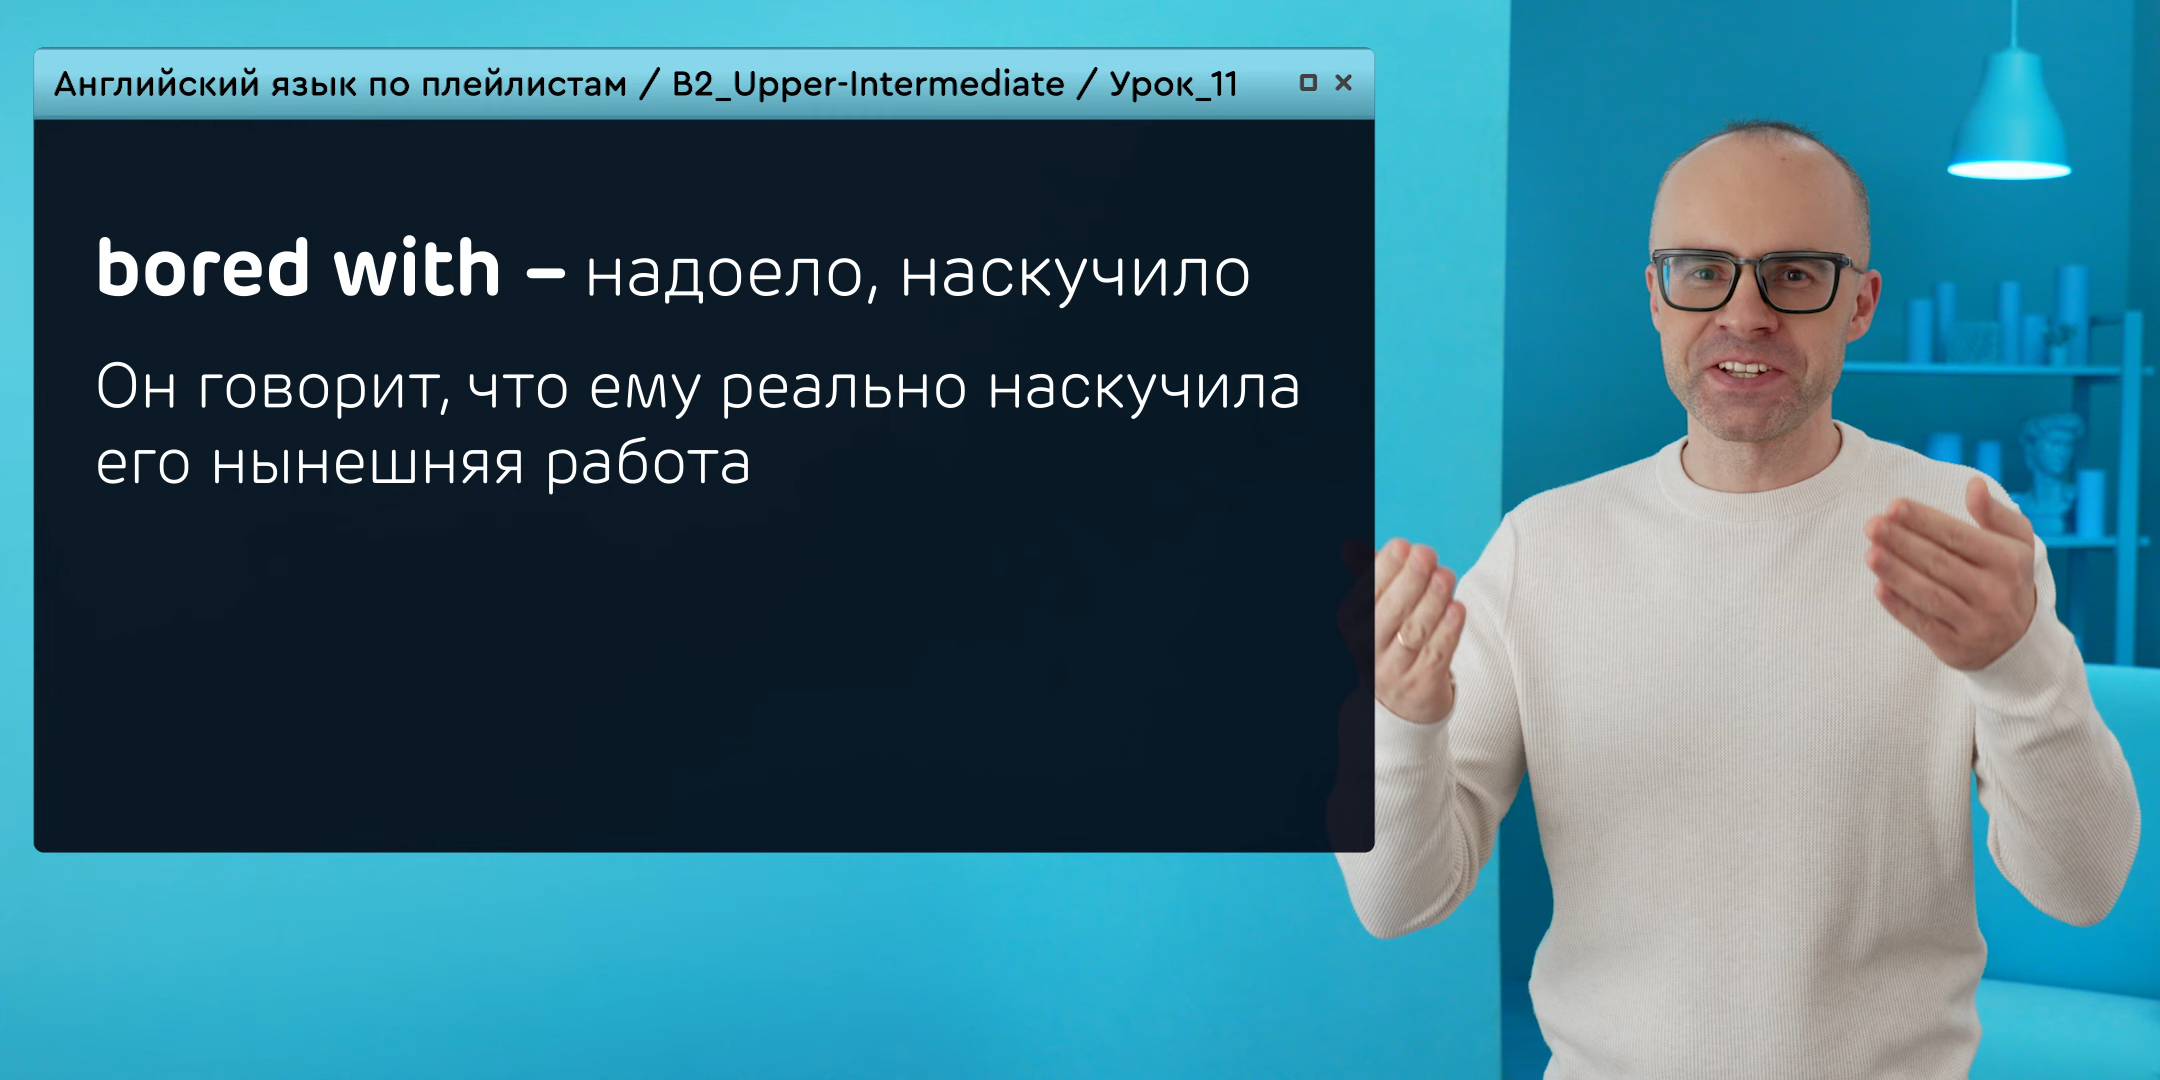 Английский язык по плейлистам / B2_Upper-Intermediate / Урок_11
bored with – надоело, наскучило
Он говорит, что ему реально наскучила
его нынешняя работа